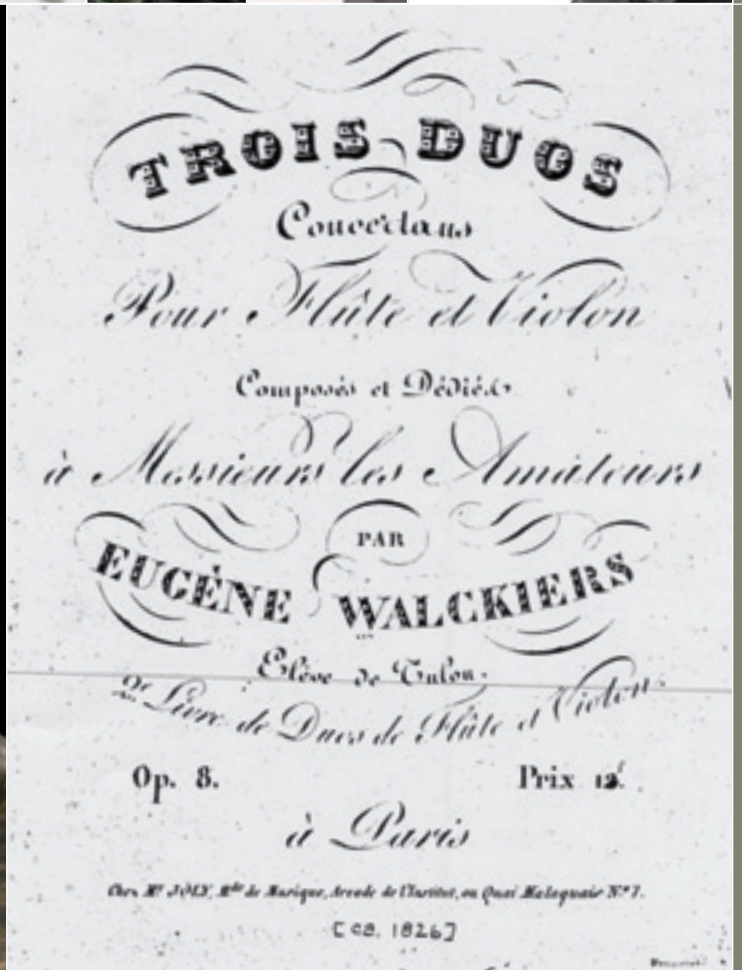 TROIS DUOS
Concertans
Pour Flûte et Violon
Composés et Dédiés
à Messieurs les Amateurs
PAR
EUGÈNE WALCKIERS
Elève de Tulou.
2e Livre de Duos de Flûte et Violon.
Op. 8. Prix 12f.
à Paris
Chez Mr JOLY, Md de Musique, Arcade de l'Institut, ou Quai Malaquais No 7.
[ca. 1826]